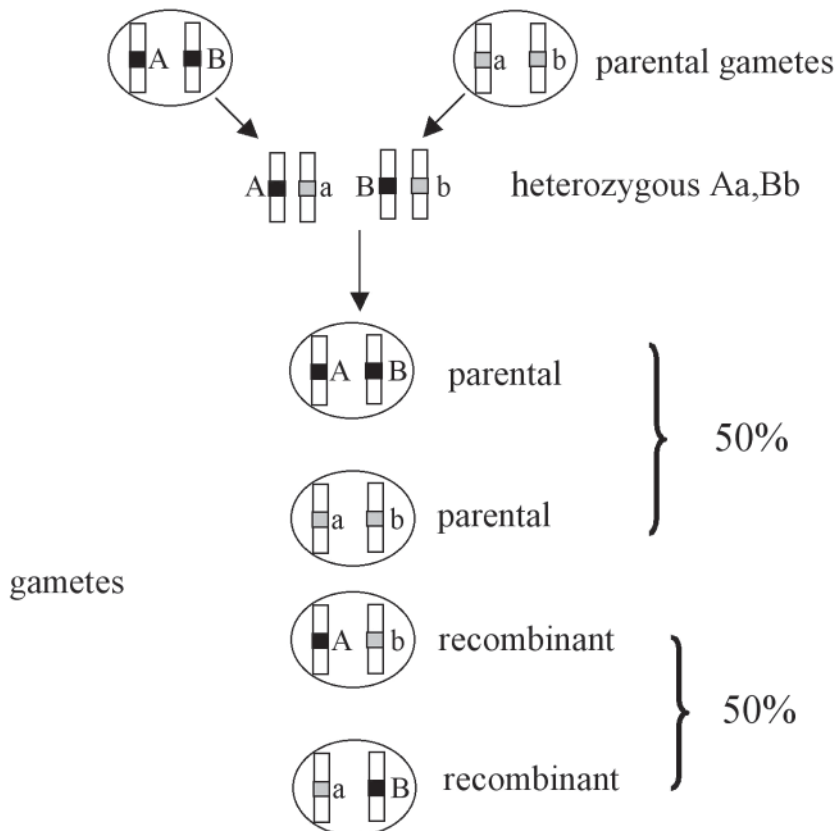 A B
a b
parental gametes
A a B b
heterozygous Aa,Bb
A B
parental
50%
a b
parental
gametes
A b
recombinant
50%
a B
recombinant